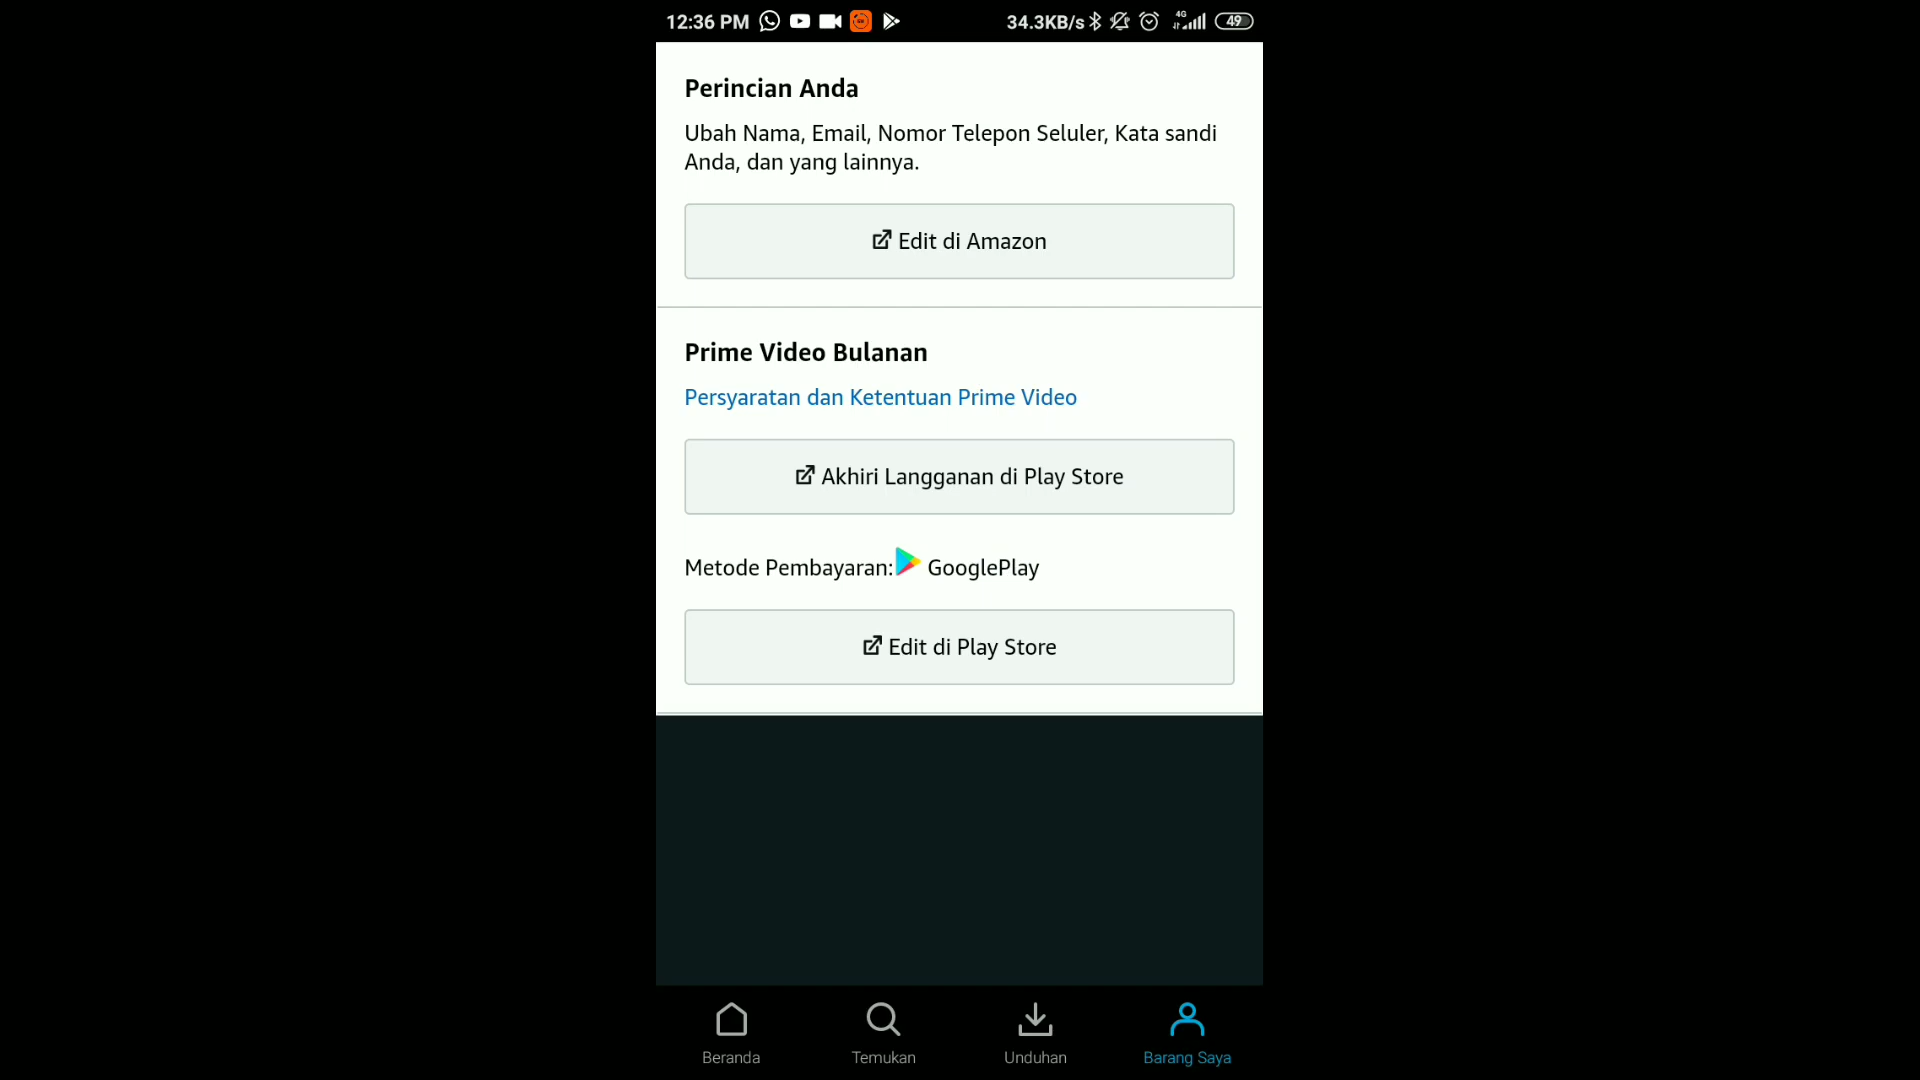 12:36 PM 34.3KB/s 4G 49
Perincian Anda
Ubah Nama, Email, Nomor Telepon Seluler, Kata sandi
Anda, dan yang lainnya.
Edit di Amazon
Prime Video Bulanan
Persyaratan dan Ketentuan Prime Video
Akhiri Langganan di Play Store
Metode Pembayaran: GooglePlay
Edit di Play Store
Beranda Temukan Unduhan Barang Saya